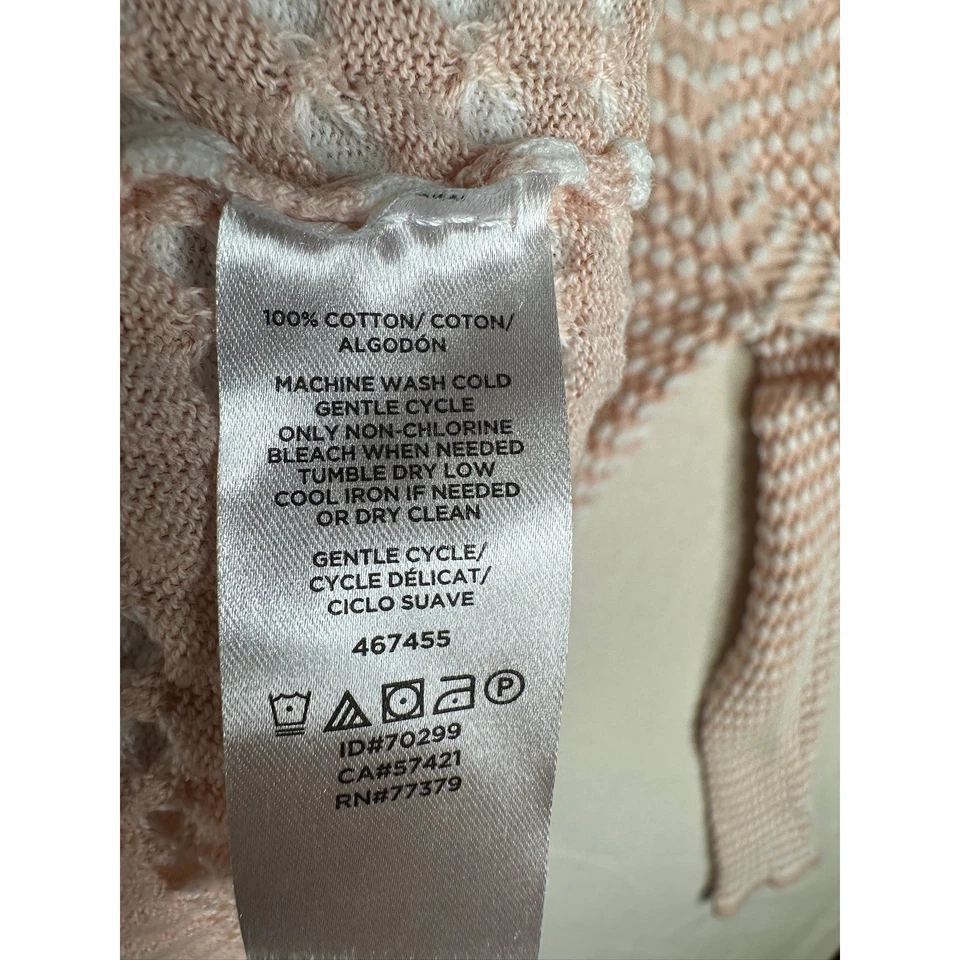 100% COTTON/ COTON/
ALGODÓN
MACHINE WASH COLD
GENTLE CYCLE
ONLY NON-CHLORINE
BLEACH WHEN NEEDED
TUMBLE DRY LOW
COOL IRON IF NEEDED
OR DRY CLEAN
GENTLE CYCLE/
CYCLE DÉLICAT/
CICLO SUAVE
467455
P
ID#70299
CA#57421
RN#77379